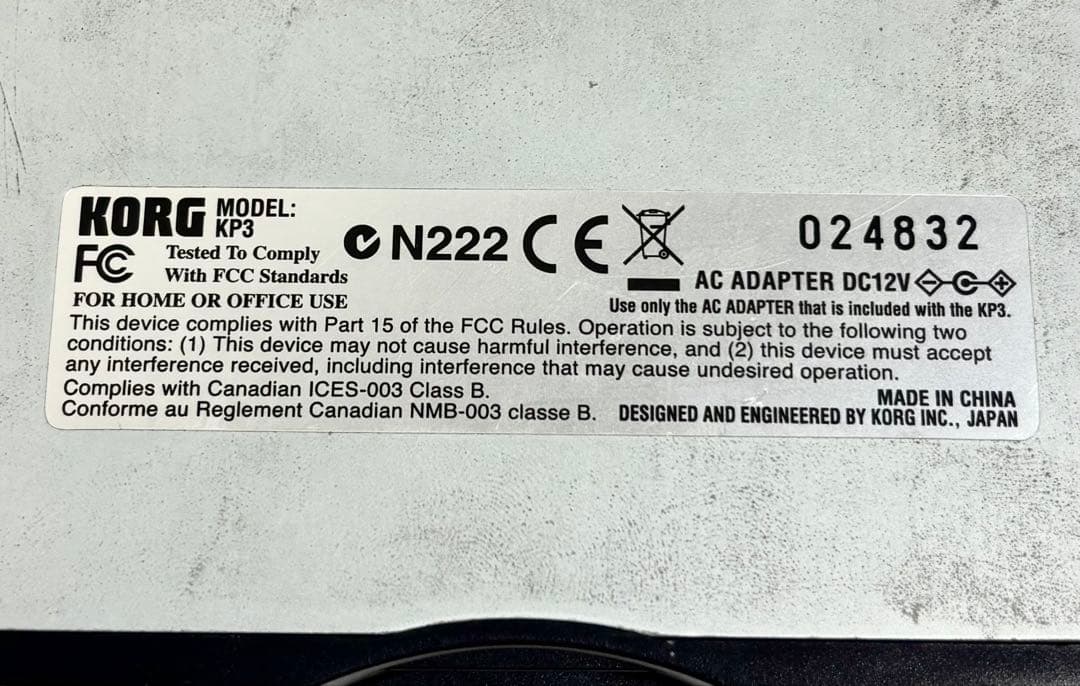 KORG MODEL:
KP3
FC Tested To Comply
With FCC Standards
FOR HOME OR OFFICE USE
N222 CE
024832
AC ADAPTER DC12V
Use only the AC ADAPTER that is included with the KP3.
This device complies with Part 15 of the FCC Rules. Operation is subject to the following two
conditions: (1) This device may not cause harmful interference, and (2) this device must accept
any interference received, including interference that may cause undesired operation.
Complies with Canadian ICES-003 Class B.
Conforme au Reglement Canadian NMB-003 classe B.
MADE IN CHINA
DESIGNED AND ENGINEERED BY KORG INC., JAPAN